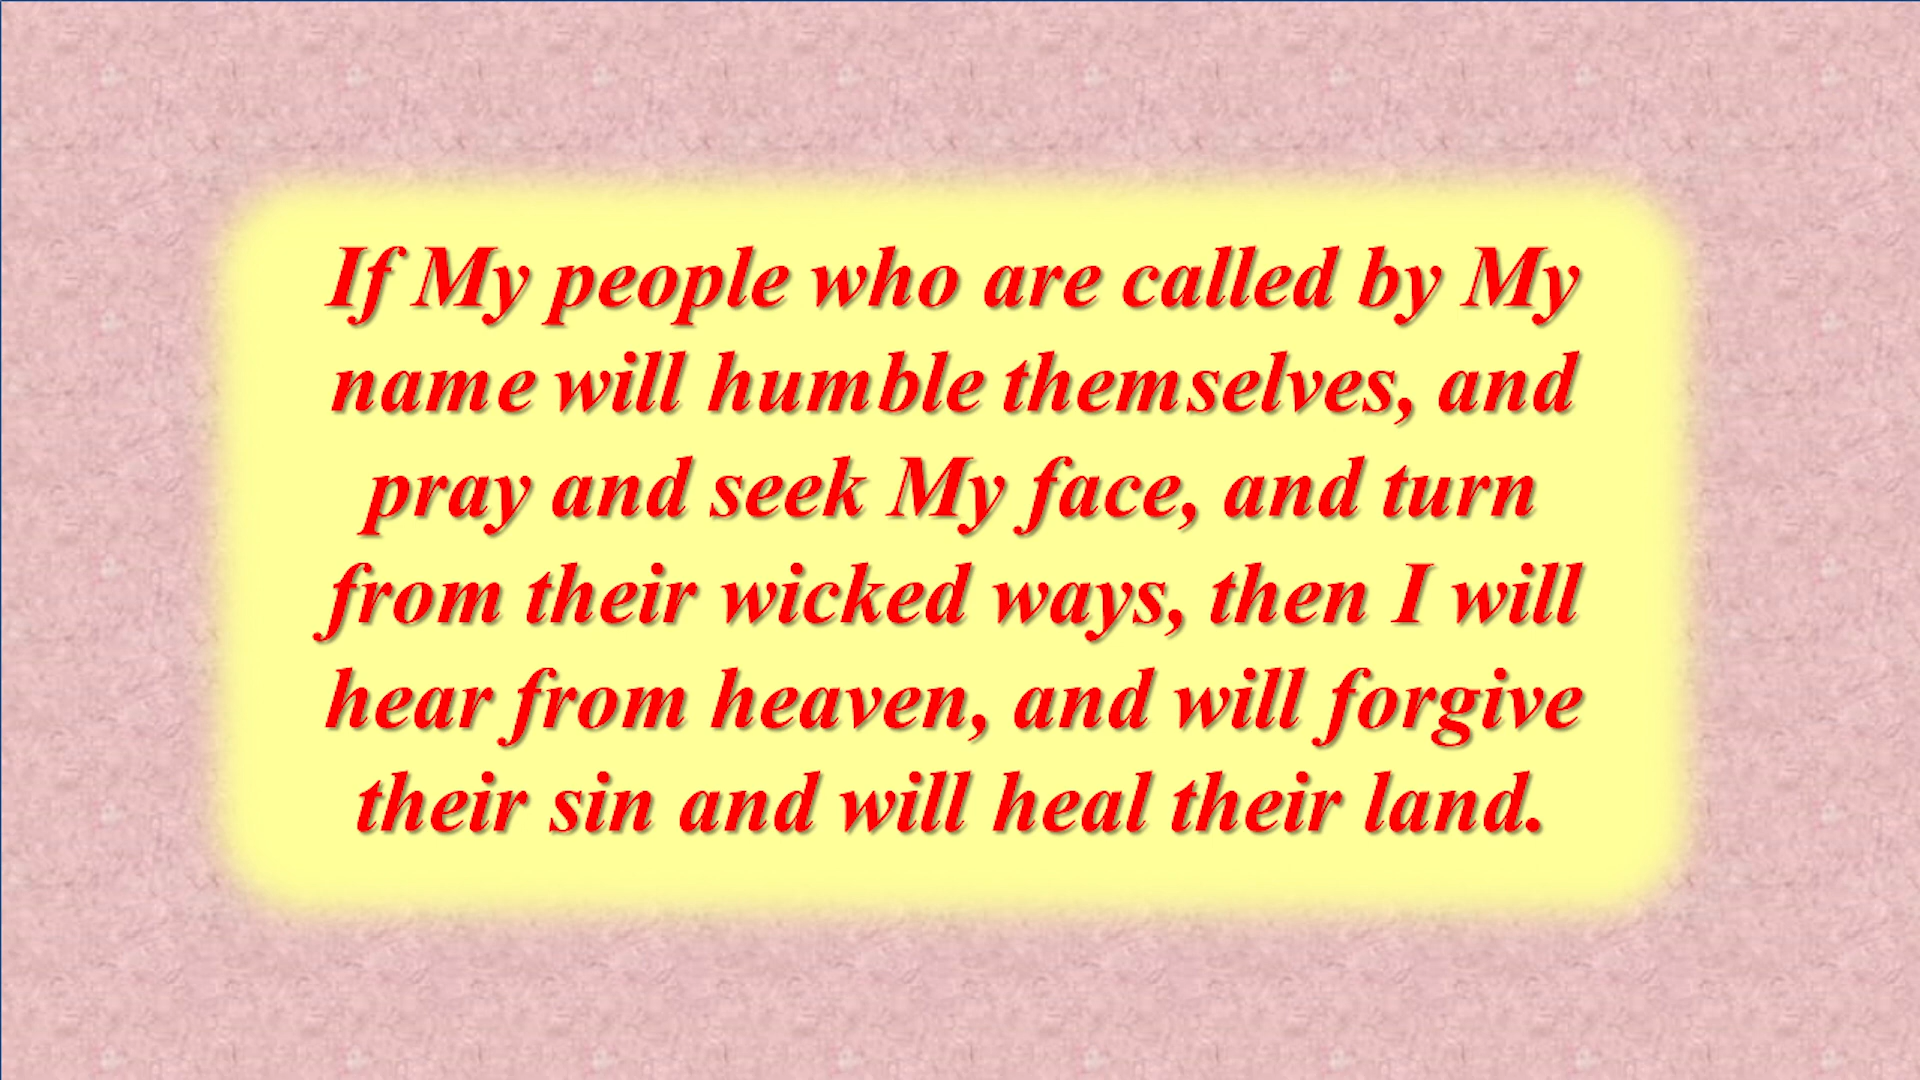 If My people who are called by My
name will humble themselves, and
pray and seek My face, and turn
from their wicked ways, then I will
hear from heaven, and will forgive
their sin and will heal their land.